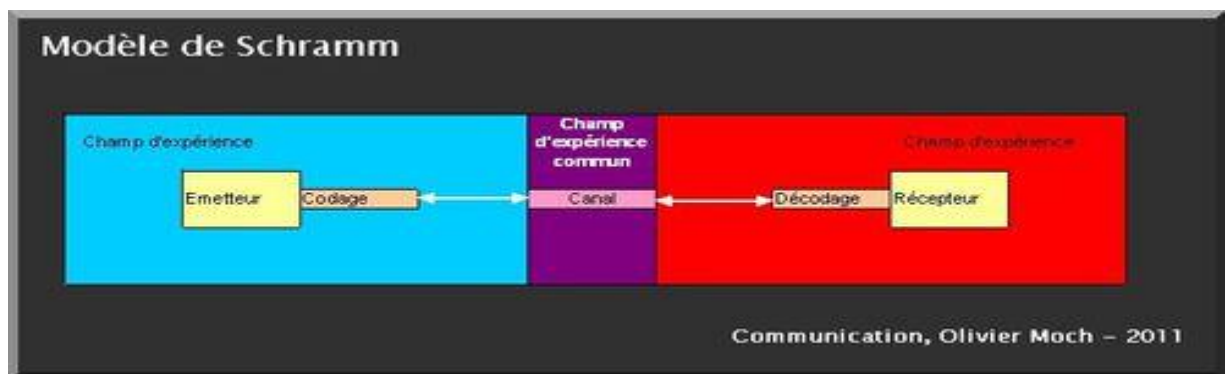 Modèle de Schramm
Champ d'expérience
Champ
d'expérience
commun
Champ d'expérience
Emetteur
Codage
Canal
Décodage
Récepteur
Communication, Olivier Moch – 2011